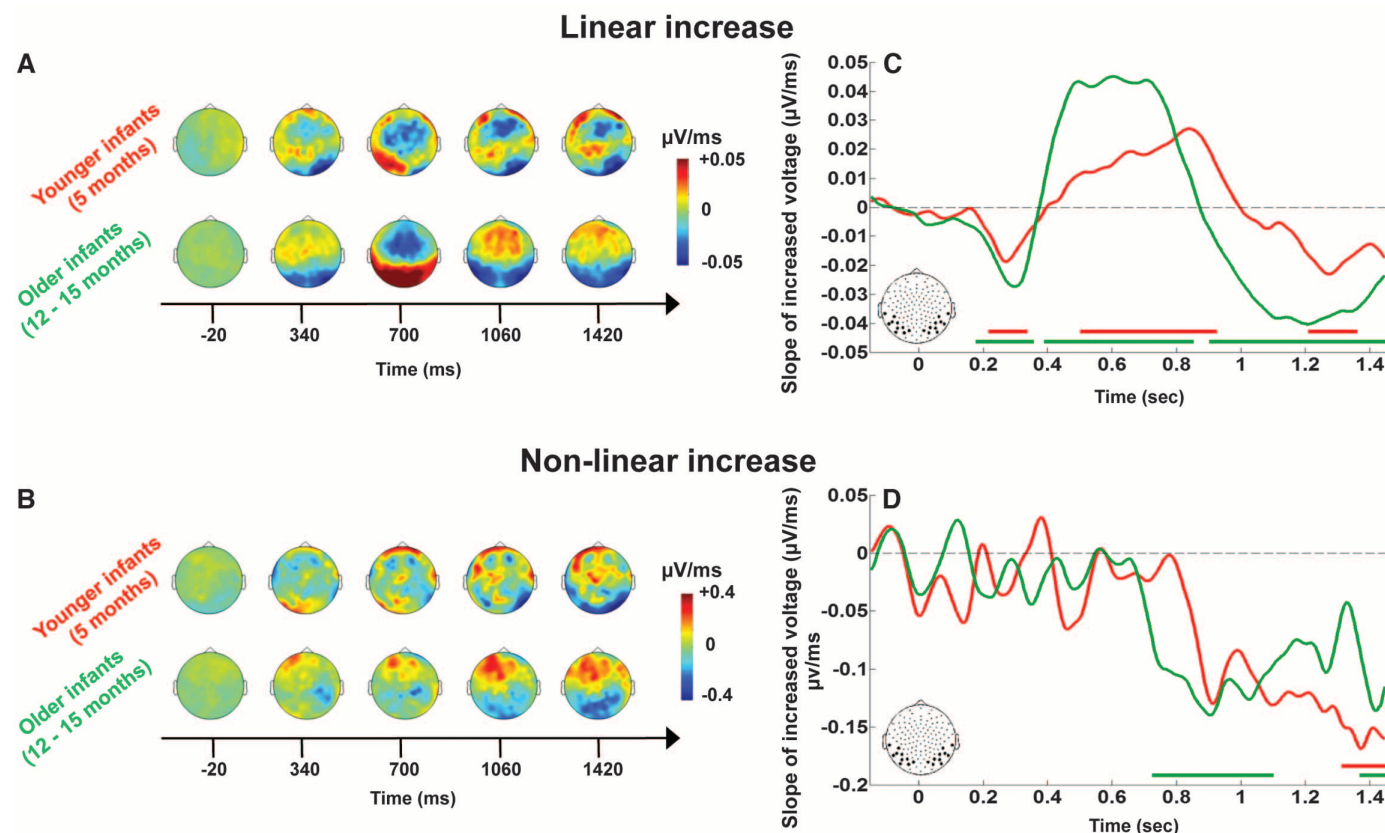 Linear increase
A
Younger infants
(5 months)
Older infants
(12 - 15 months)
µV/ms
+0.05
0
-0.05
-20
340
700
1060
1420
Time (ms)
C
Slope of increased voltage (µV/ms)
0.05
0.04
0.03
0.02
0.01
0
-0.01
-0.02
-0.03
-0.04
-0.05
0
0.2
0.4
0.6
0.8
1
1.2
1.4
Time (sec)
Non-linear increase
B
Younger infants
(5 months)
Older infants
(12 - 15 months)
µV/ms
+0.4
0
-0.4
-20
340
700
1060
1420
Time (ms)
D
Slope of increased voltage (µV/ms)
µv/ms
0.05
0
-0.05
-0.1
-0.15
-0.2
0
0.2
0.4
0.6
0.8
1
1.2
1.4
Time (sec)